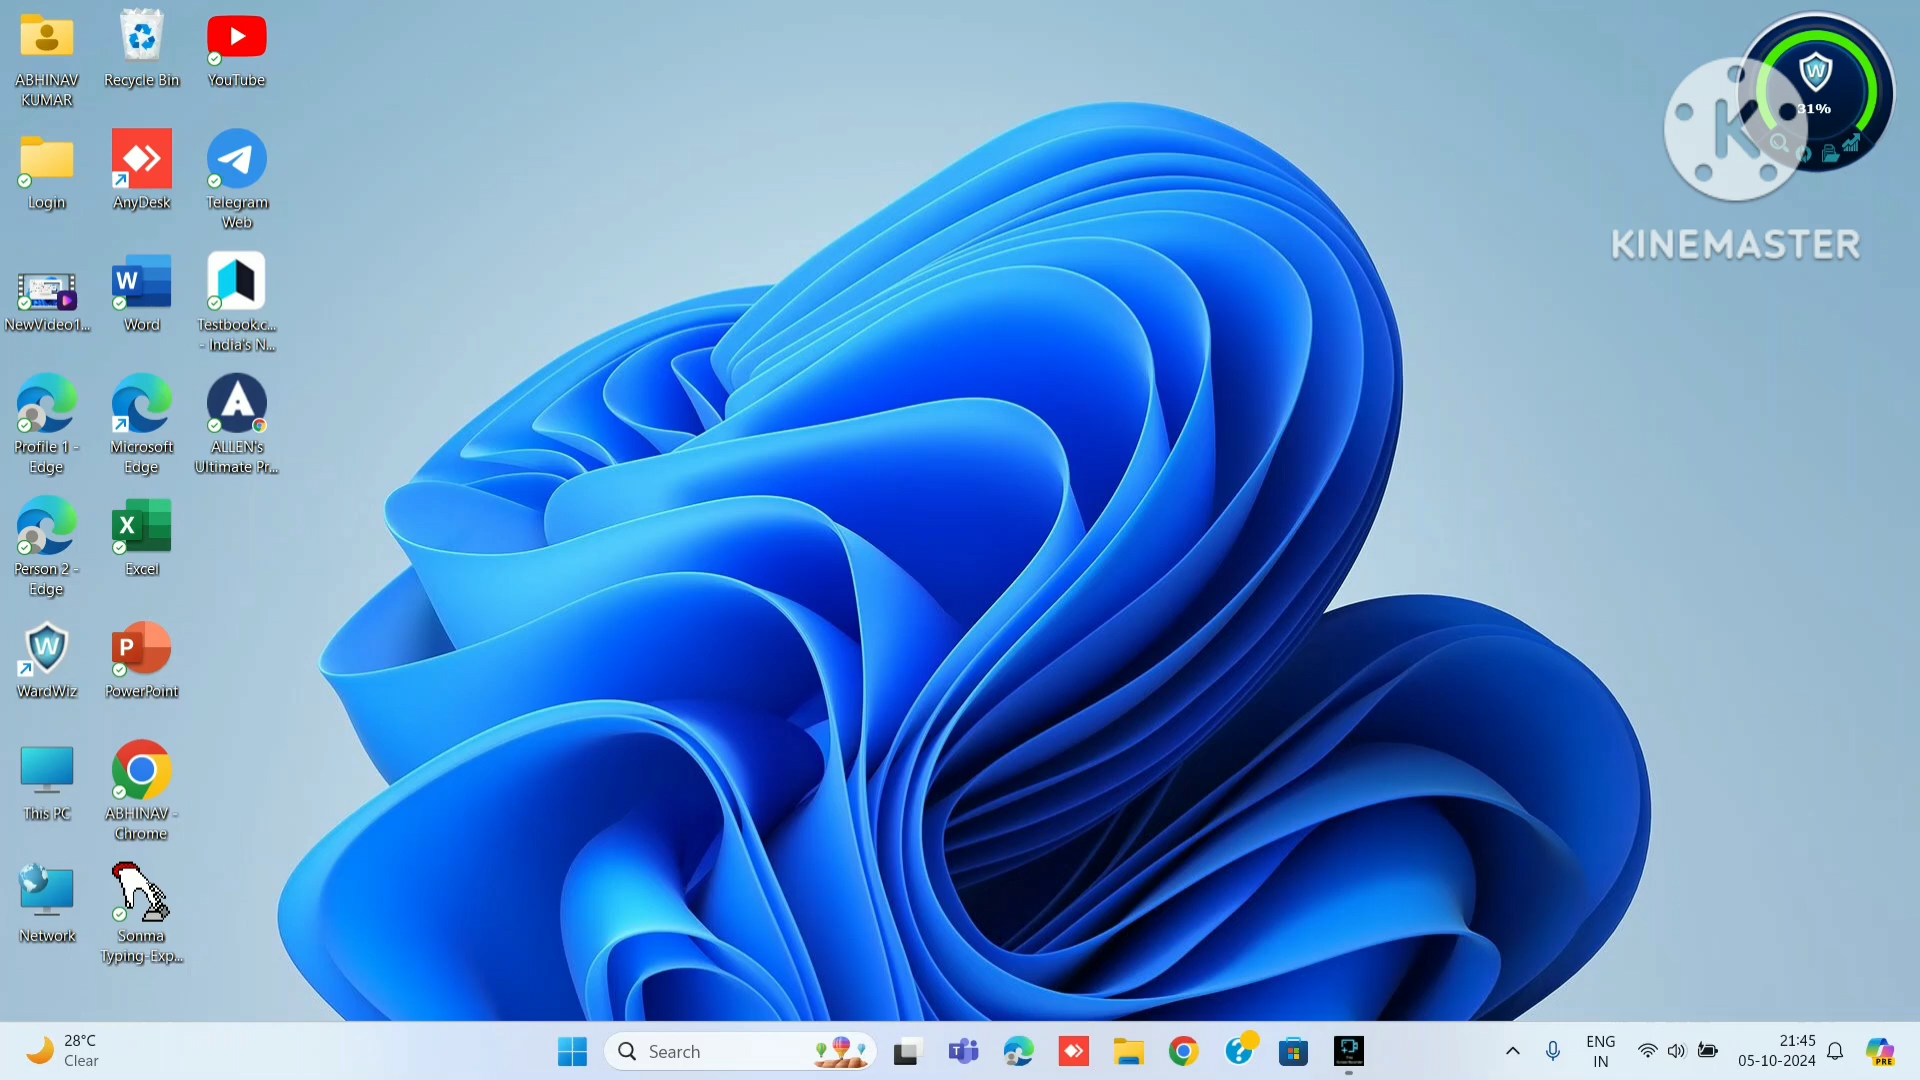 ABHINAV
KUMAR
Recycle Bin
YouTube
Login
AnyDesk
Telegram
Web
NewVideo1...
Word
Testbook.c...
- India's N...
Profile 1 -
Edge
Microsoft
Edge
ALLEN's
Ultimate Pr...
Person 2 -
Edge
Excel
WardWiz
PowerPoint
This PC
ABHINAV -
Chrome
Network
Sonma
Typing-Exp...
31%
KINEMASTER
28°C
Clear
Search
ENG
IN
21:45
05-10-2024
PRE